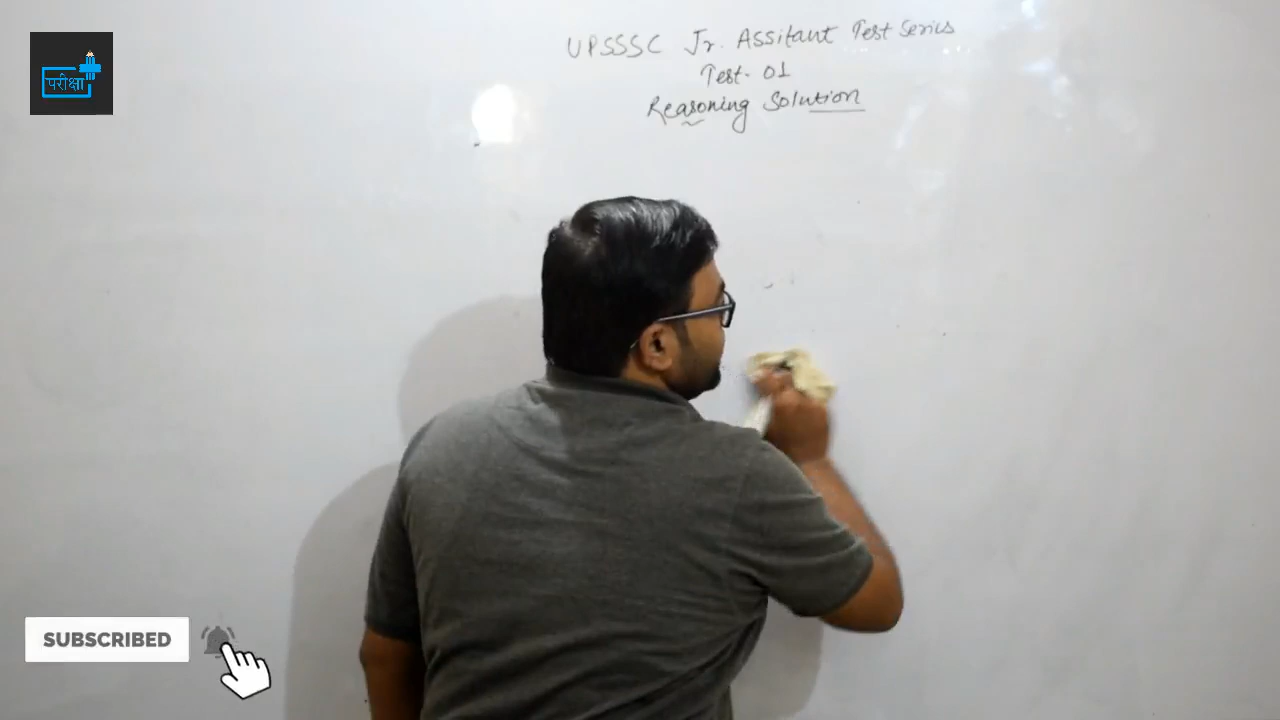 परीक्षा
UPSSSC Jr. Assitant Test Series
Test- 01
Reasoning Solution
SUBSCRIBED